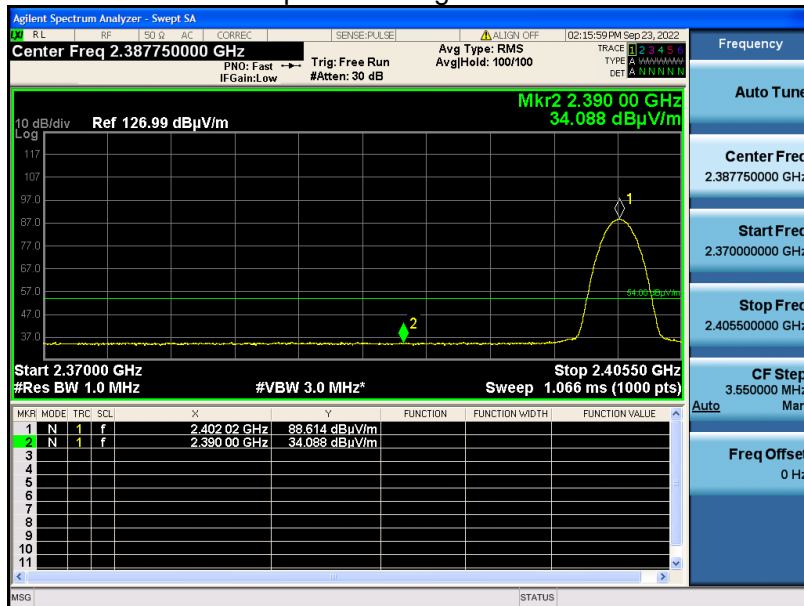 Agilent Spectrum Analyzer - Swept SA
RL RF 50 Ω AC CORREC SENSE:PULSE ALIGN OFF 02:15:59 PM Sep 23, 2022
Center Freq 2.387750000 GHz
PNO: Fast
IFGain:Low
Trig: Free Run
#Atten: 30 dB
Avg Type: RMS
Avg|Hold: 100/100
TRACE 1 2 3 4 5 6
TYPE A WWWWW
DET A N N N N N
Mkr2 2.390 00 GHz
34.088 dBµV/m
10 dB/div Ref 126.99 dBµV/m
Log
117
107
97.0
87.0
77.0
67.0
57.0
47.0
37.0
1
2
54.00 dBµV/m
Start 2.37000 GHz Stop 2.40550 GHz
#Res BW 1.0 MHz #VBW 3.0 MHz* Sweep 1.066 ms (1000 pts)
MKR MODE TRC SCL X Y FUNCTION FUNCTION WIDTH FUNCTION VALUE
1 N 1 f 2.402 02 GHz 88.614 dBµV/m
2 N 1 f 2.390 00 GHz 34.088 dBµV/m
3
4
5
6
7
8
9
10
11
MSG STATUS
Frequency
Auto Tune
Center Freq
2.387750000 GHz
Start Freq
2.370000000 GHz
Stop Freq
2.405500000 GHz
CF Step
3.550000 MHz
Auto Man
Freq Offset
0 Hz